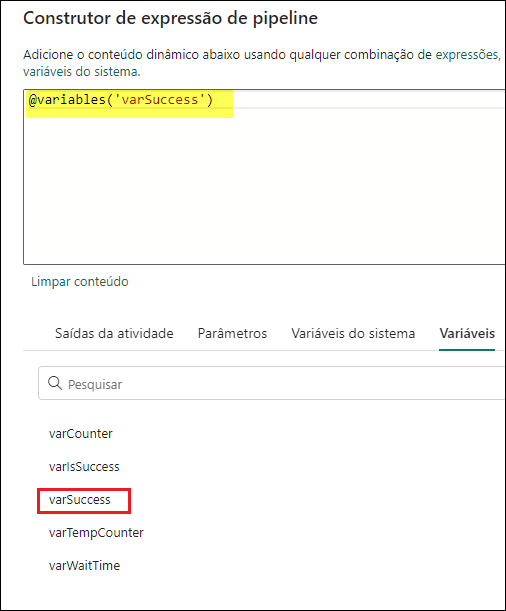 Construtor de expressão de pipeline
Adicione o conteúdo dinâmico abaixo usando qualquer combinação de expressões,
variáveis do sistema.
@variables('varSuccess')
Limpar conteúdo
Saídas da atividade Parâmetros Variáveis do sistema Variáveis
Pesquisar
varCounter
varIsSuccess
varSuccess
varTempCounter
varWaitTime